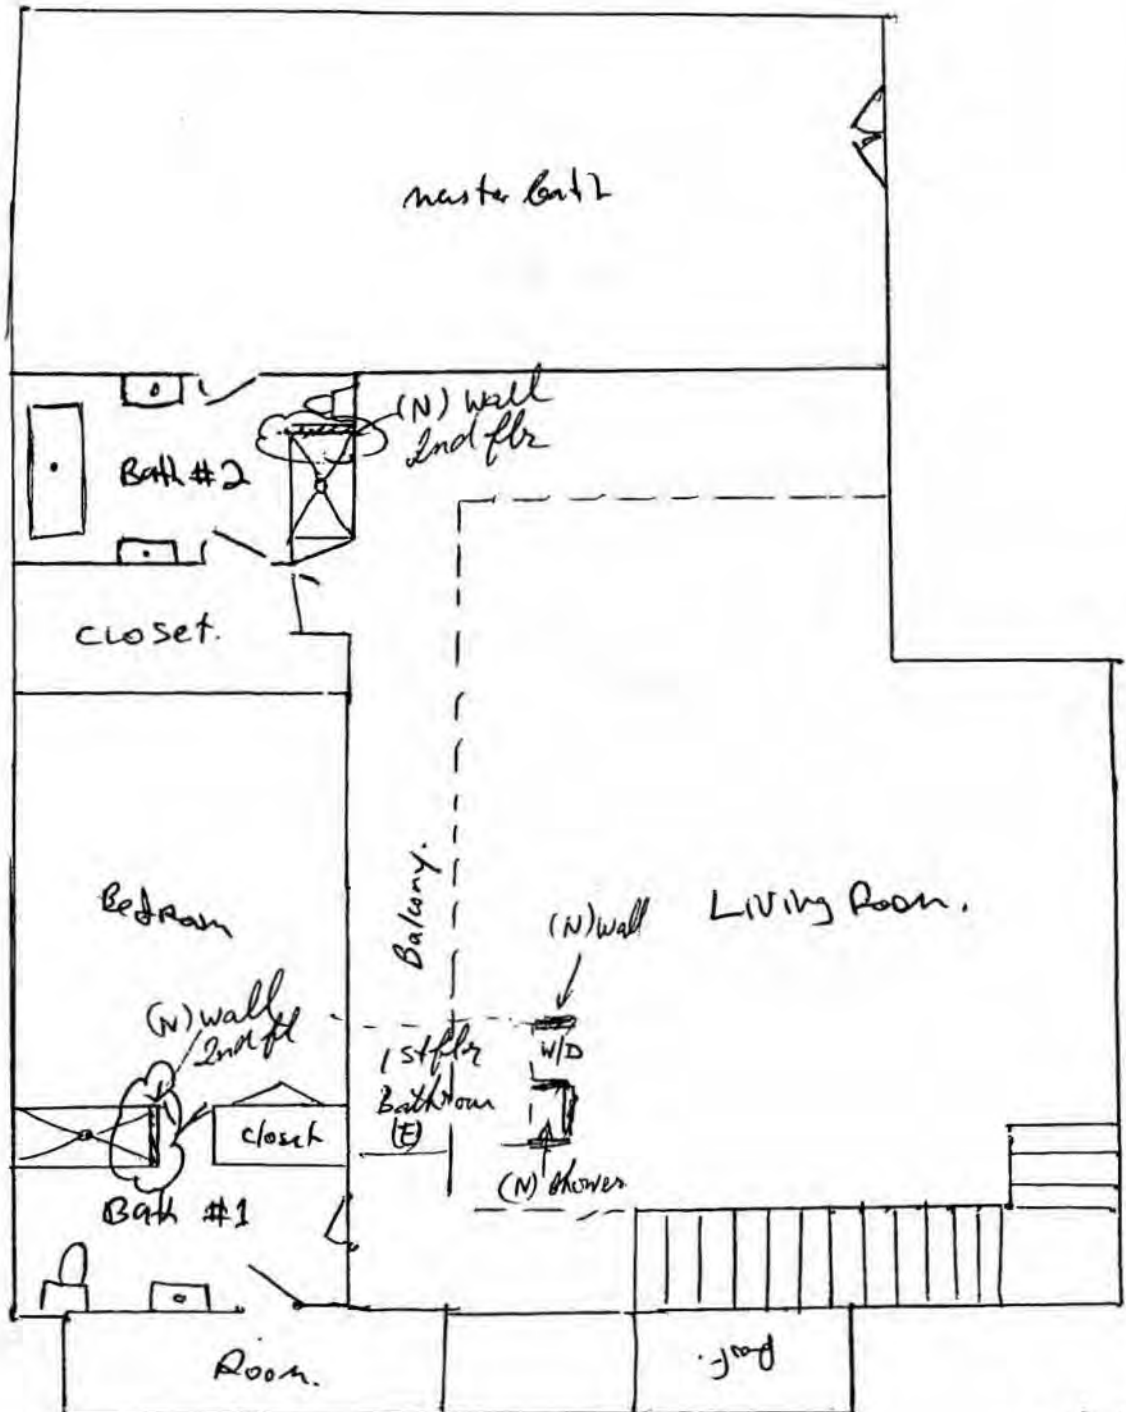 master
(N) wall
2nd flr
Bath #2
closet.
Bedroom
Balcony.
Living Room.
(N) wall
(N) wall
2nd fl
W/D
1st flr
Bathroom
(E)
closet
(N) shower
Bath #1
Room.
Roof.